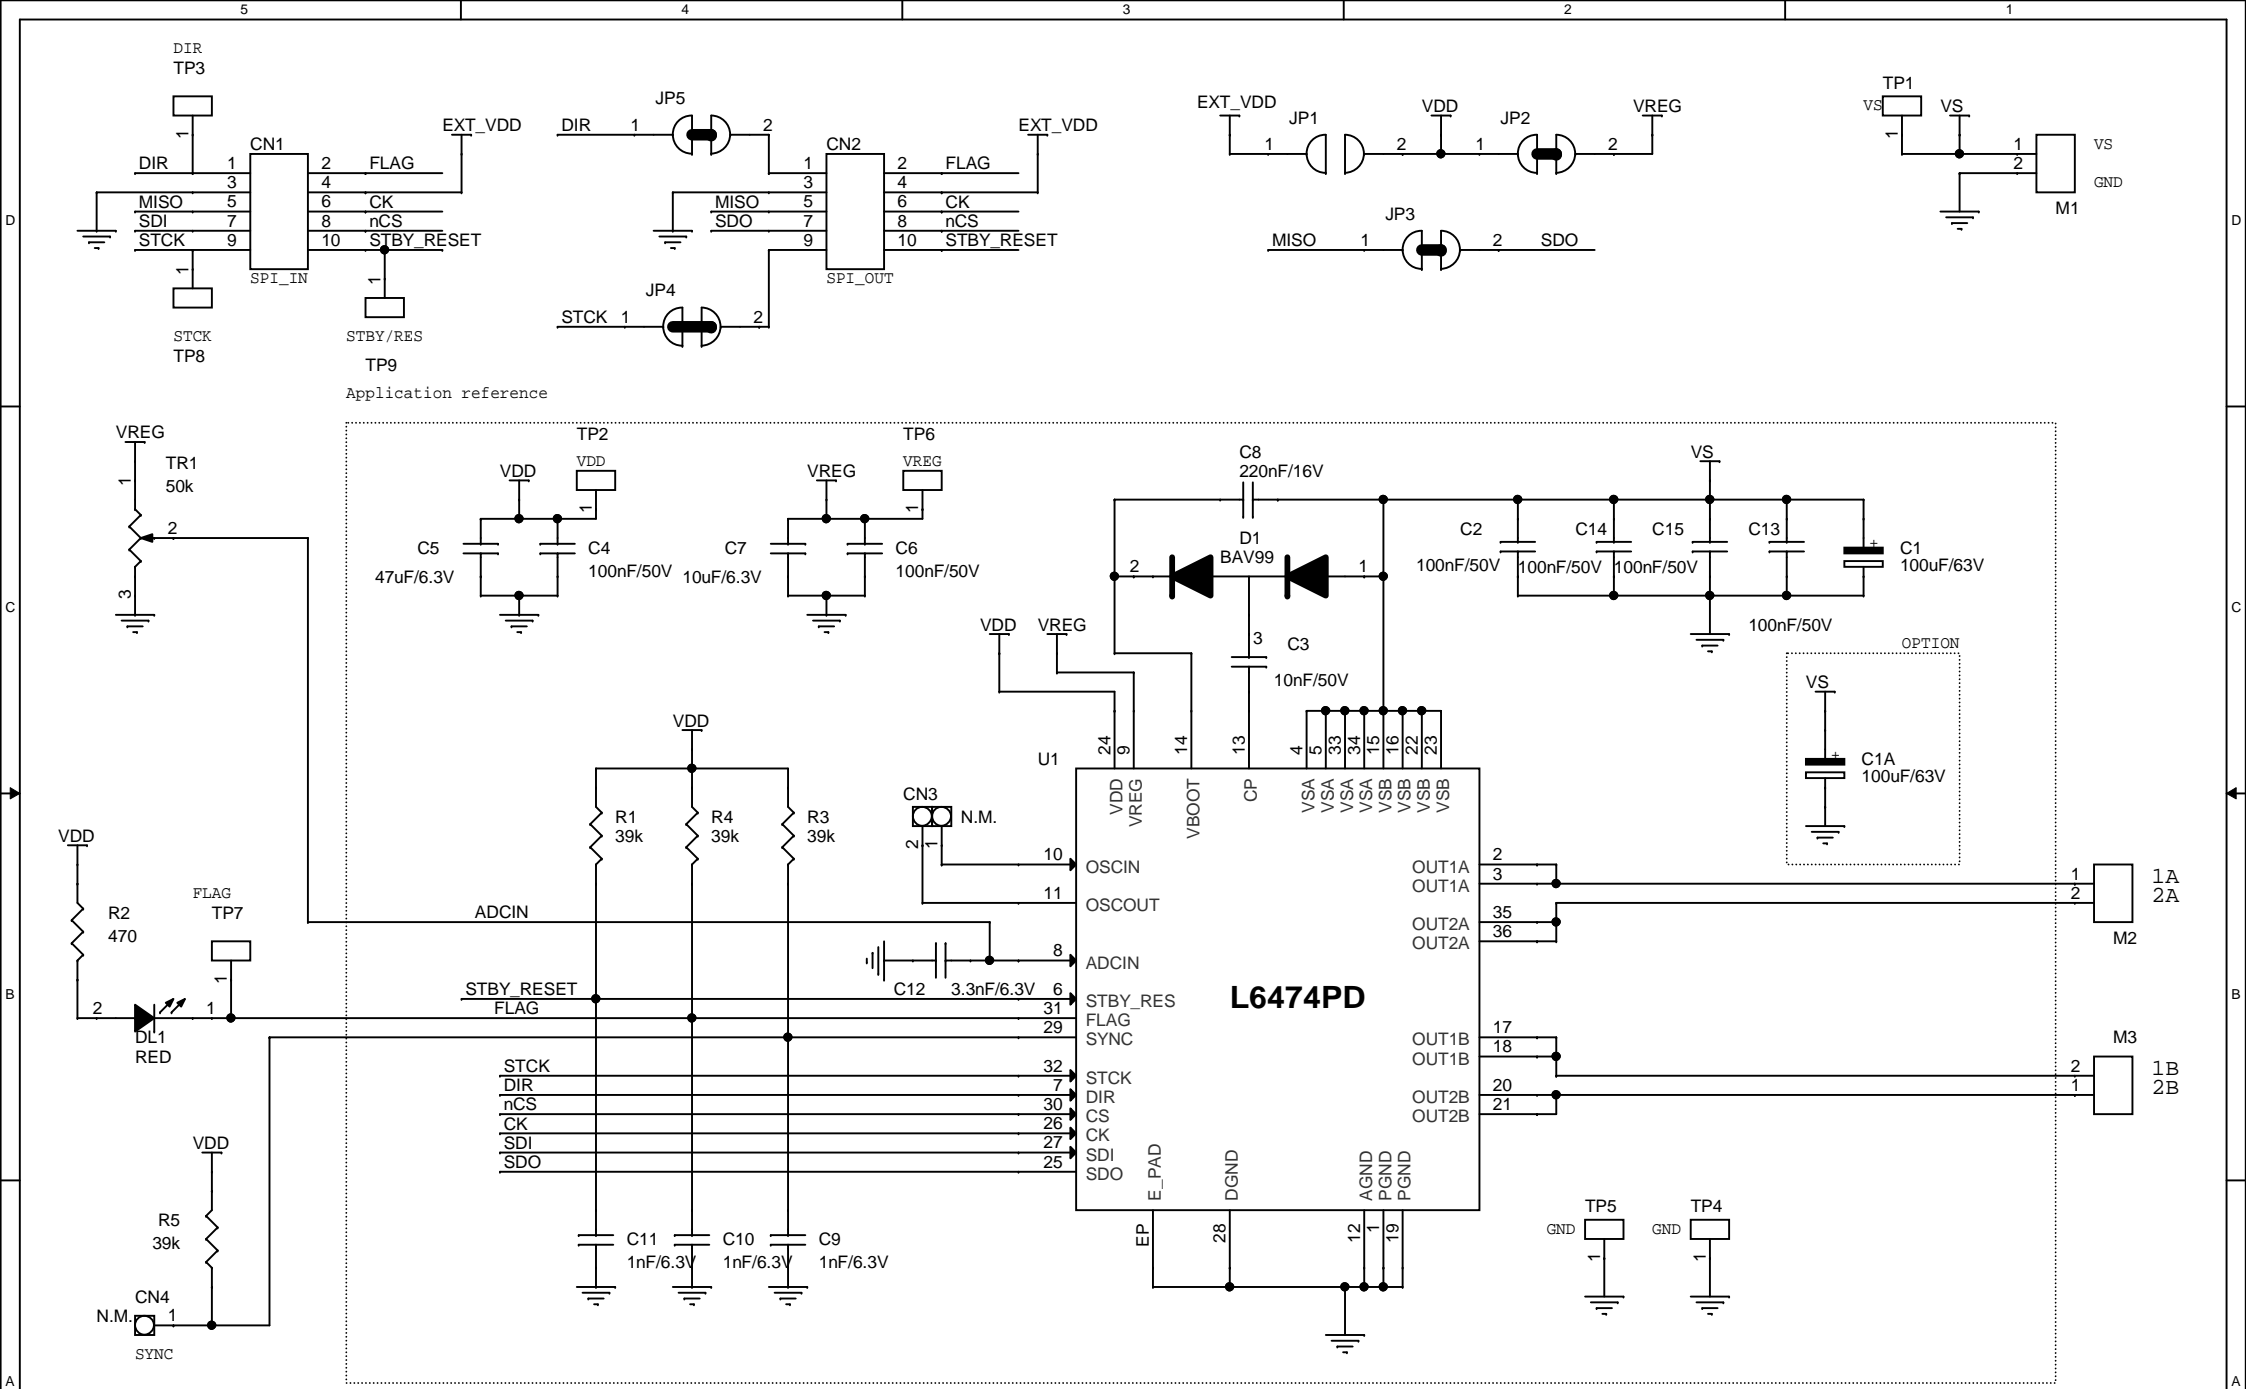 5 4 3 2 1
DIR
TP3
1
CN1
EXT_VDD
DIR 1 2 FLAG
3 4
MISO 5 6 CK
SDI 7 8 nCS
STCK 9 10 STBY_RESET
SPI_IN
1
STCK
TP8
1
STBY/RES
TP9
JP5
DIR 1 2
CN2
EXT_VDD
1 2 FLAG
3 4
MISO 5 6 CK
SDO 7 8 nCS
9 10 STBY_RESET
SPI_OUT
JP4
STCK 1 2
EXT_VDD JP1 VDD JP2 VREG
1 2 1 2
JP3
MISO 1 2 SDO
TP1
VS VS
1
1 VS
2 GND
M1
D D
Application reference
VREG
TR1
50k
1
2
3
TP2
VDD VDD
1
C5
47uF/6.3V
C4
100nF/50V
TP6
VREG VREG
1
C7
10uF/6.3V
C6
100nF/50V
C8
220nF/16V
D1
BAV99
2 1
3
C3
10nF/50V
VS
C2
100nF/50V
C14
100nF/50V
C15
100nF/50V
C13
100nF/50V
+
C1
100uF/63V
C C
OPTION
VS
+
C1A
100uF/63V
VDD VREG
VDD
R1
39k
R4
39k
R3
39k
CN3
N.M.
2 1
U1
24 9 14 13 4 5 33 34 15 16 22 23
VDD VREG VBOOT CP VSA VSA VSA VSA VSB VSB VSB VSB
10 OSCIN
11 OSCOUT
ADCIN
8 ADCIN
C12 3.3nF/6.3V
STBY_RESET 6 STBY_RES
FLAG 31 FLAG
29 SYNC
STCK 32 STCK
DIR 7 DIR
nCS 30 CS
CK 26 CK
SDI 27 SDI
SDO 25 SDO
L6474PD
OUT1A 2
OUT1A 3
OUT2A 35
OUT2A 36
OUT1B 17
OUT1B 18
OUT2B 20
OUT2B 21
1 1A
2 2A
M2
M3
2 1B
1 2B
E_PAD DGND AGND PGND PGND
EP 28 12 1 19
VDD
R2
470
FLAG
TP7
1
2 1
DL1
RED
B B
VDD
R5
39k
CN4
N.M. 1
SYNC
C11
1nF/6.3V
C10
1nF/6.3V
C9
1nF/6.3V
TP5
GND
1
TP4
GND
1
A A